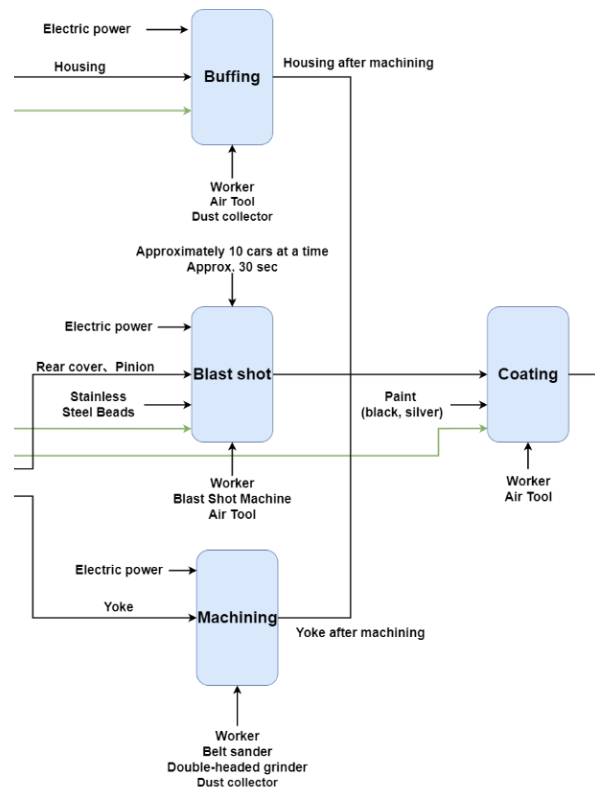 Electric power
Housing
Buffing
Housing after machining
Worker
Air Tool
Dust collector
Approximately 10 cars at a time
Approx. 30 sec
Electric power
Rear cover、Pinion
Blast shot
Stainless
Steel Beads
Worker
Blast Shot Machine
Air Tool
Coating
Paint
(black, silver)
Worker
Air Tool
Electric power
Yoke
Machining
Yoke after machining
Worker
Belt sander
Double-headed grinder
Dust collector